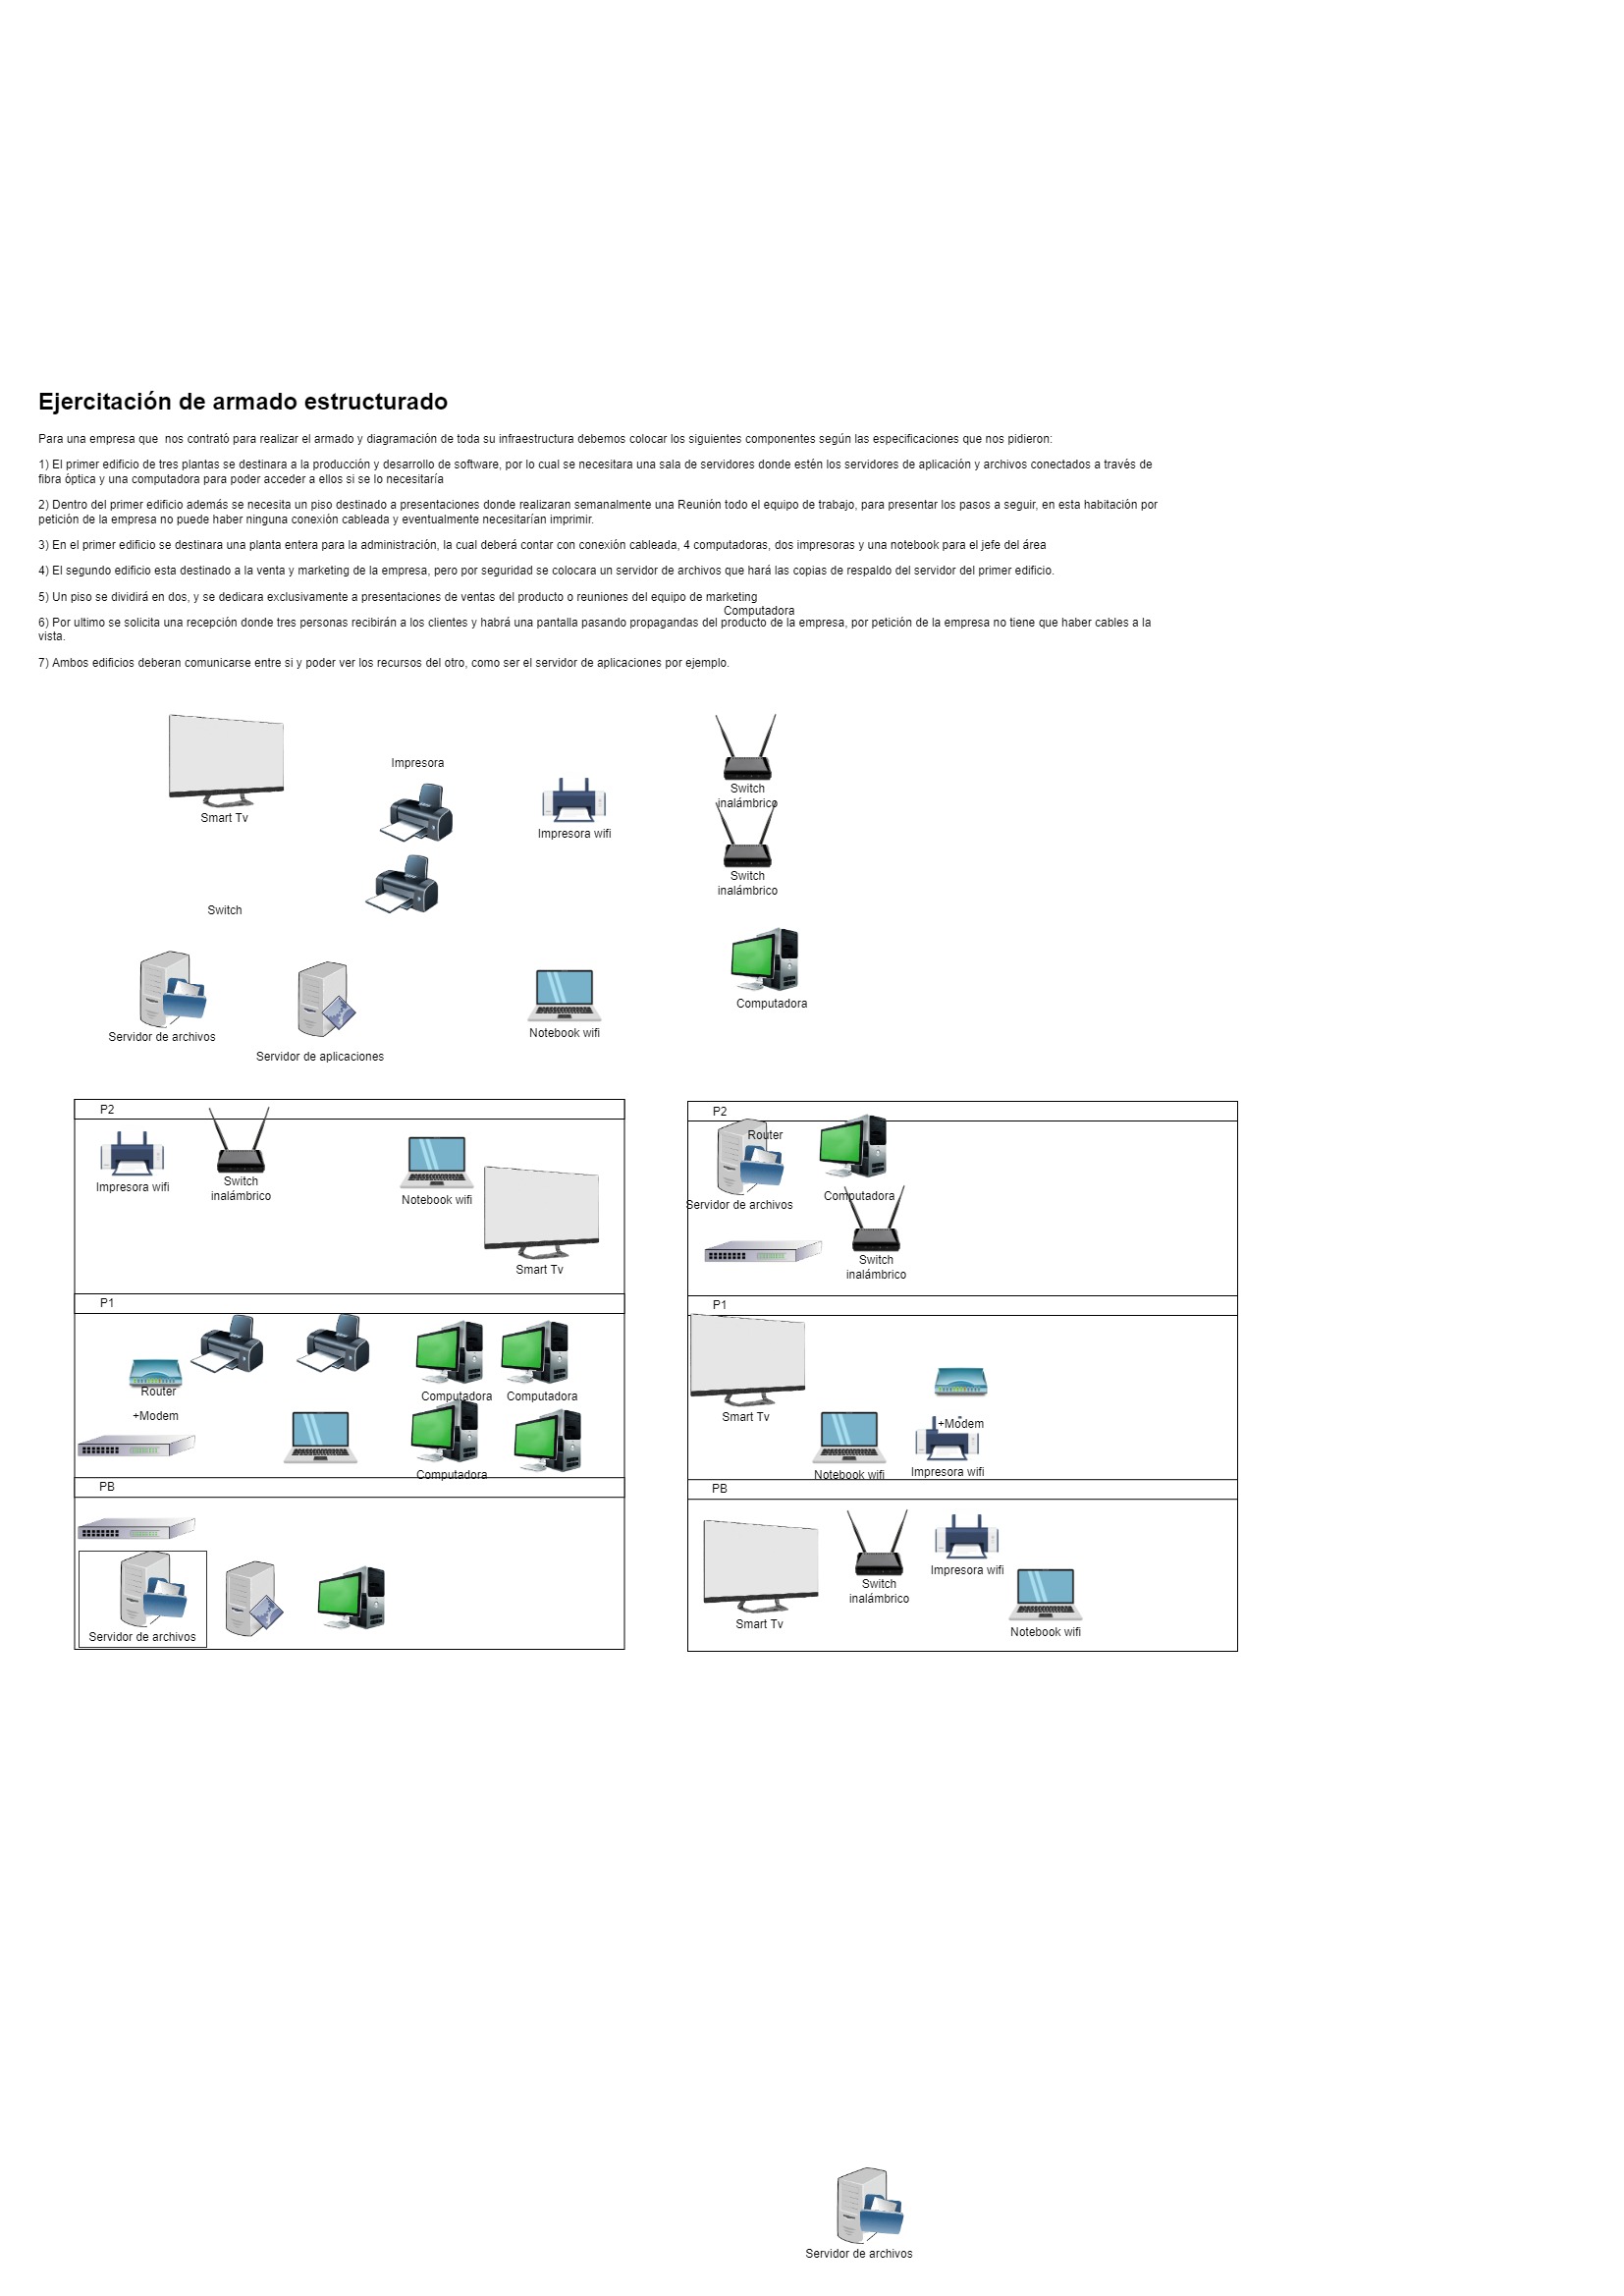 Ejercitación de armado estructurado
Para una empresa que  nos contrató para realizar el armado y diagramación de toda su infraestructura debemos colocar los siguientes componentes según las especificaciones que nos pidieron:
1) El primer edificio de tres plantas se destinara a la producción y desarrollo de software, por lo cual se necesitara una sala de servidores donde estén los servidores de aplicación y archivos conectados a través de
fibra óptica y una computadora para poder acceder a ellos si se lo necesitaría
2) Dentro del primer edificio además se necesita un piso destinado a presentaciones donde realizaran semanalmente una Reunión todo el equipo de trabajo, para presentar los pasos a seguir, en esta habitación por
petición de la empresa no puede haber ninguna conexión cableada y eventualmente necesitarían imprimir.
3) En el primer edificio se destinara una planta entera para la administración, la cual deberá contar con conexión cableada, 4 computadoras, dos impresoras y una notebook para el jefe del área
4) El segundo edificio esta destinado a la venta y marketing de la empresa, pero por seguridad se colocara un servidor de archivos que hará las copias de respaldo del servidor del primer edificio.
5) Un piso se dividirá en dos, y se dedicara exclusivamente a presentaciones de ventas del producto o reuniones del equipo de marketing
Computadora
6) Por ultimo se solicita una recepción donde tres personas recibirán a los clientes y habrá una pantalla pasando propagandas del producto de la empresa, por petición de la empresa no tiene que haber cables a la
vista.
7) Ambos edificios deberan comunicarse entre si y poder ver los recursos del otro, como ser el servidor de aplicaciones por ejemplo.
Impresora
Smart Tv
Impresora wifi
Switch
inalámbrico
Switch
inalámbrico
Switch
Servidor de archivos
Servidor de aplicaciones
Notebook wifi
Computadora
P2
Impresora wifi
Switch
inalámbrico
Notebook wifi
Smart Tv
P1
Router
+Modem
Computadora
Computadora
Computadora
PB
Servidor de archivos
P2
Router
Servidor de archivos
Computadora
Switch
inalámbrico
P1
Smart Tv
+Modem
Notebook wifi
Impresora wifi
PB
Smart Tv
Switch
inalámbrico
Impresora wifi
Notebook wifi
Servidor de archivos